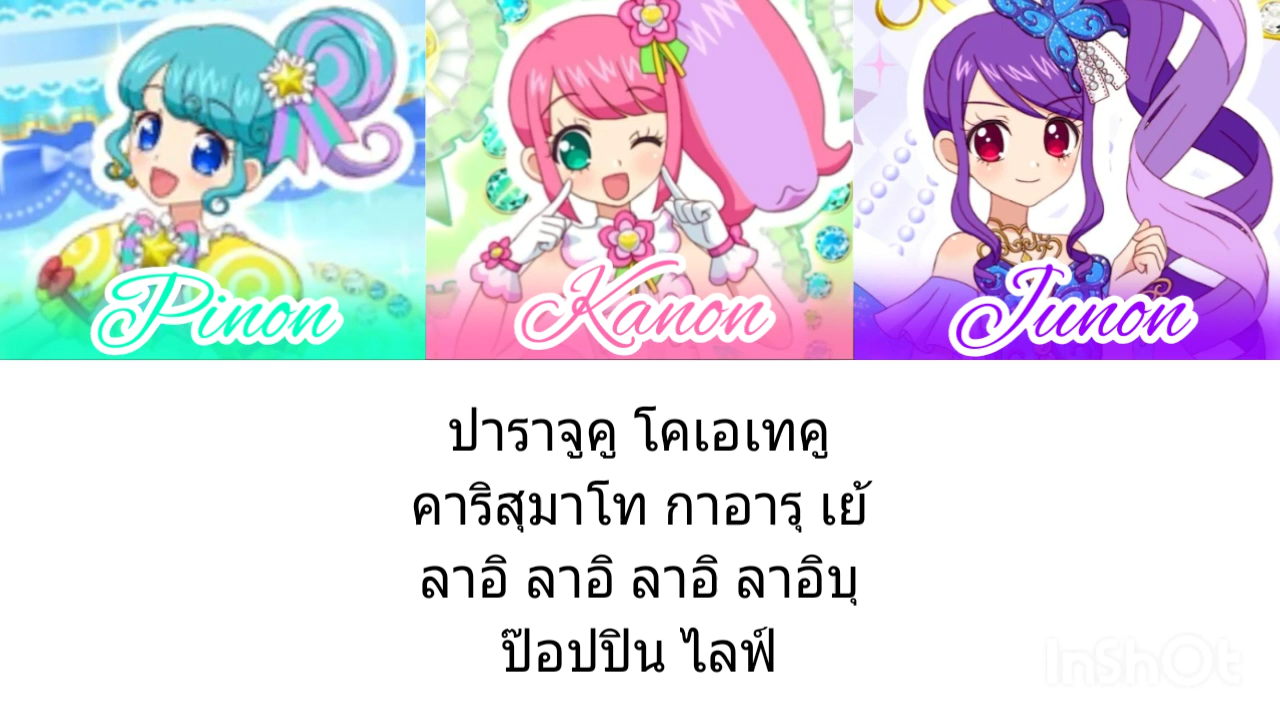 Pinon
Kanon
Junon
ปาราจูคู โคเอเทคู
คาริสุมาโท กาอารุ เย้
ลาอิ ลาอิ ลาอิ ลาอิบุ
ป๊อปปิน ไลฟ์
InShOt